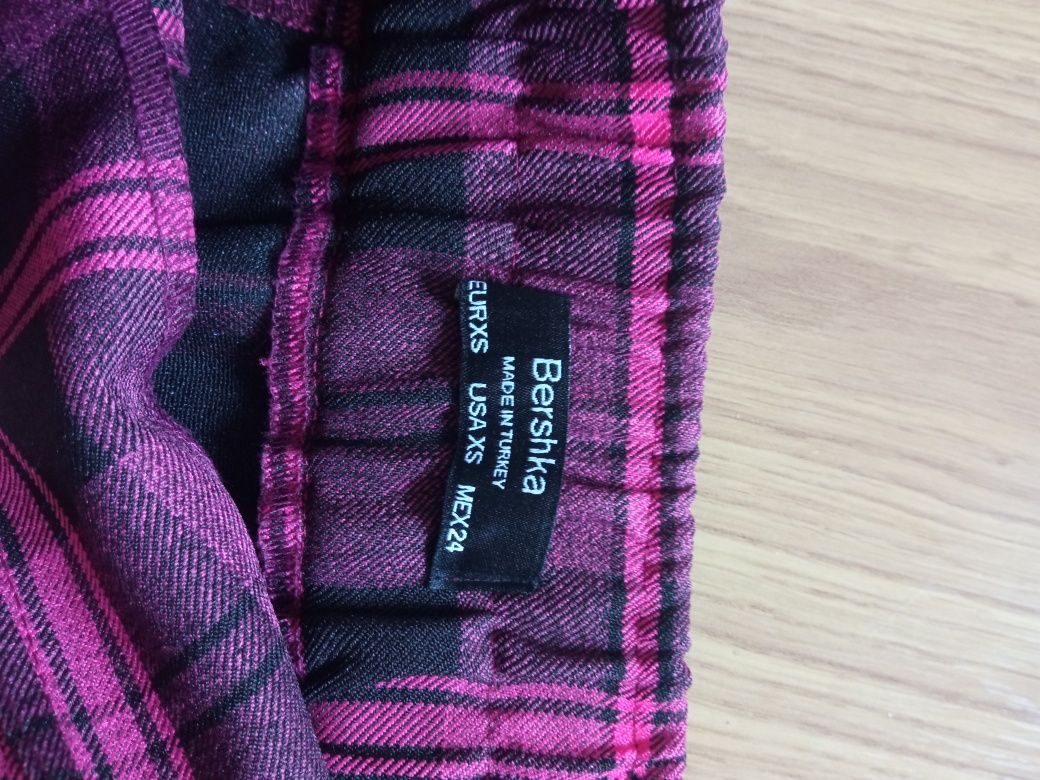 Bershka
MADE IN TURKEY
EURXS USA XS MEX24